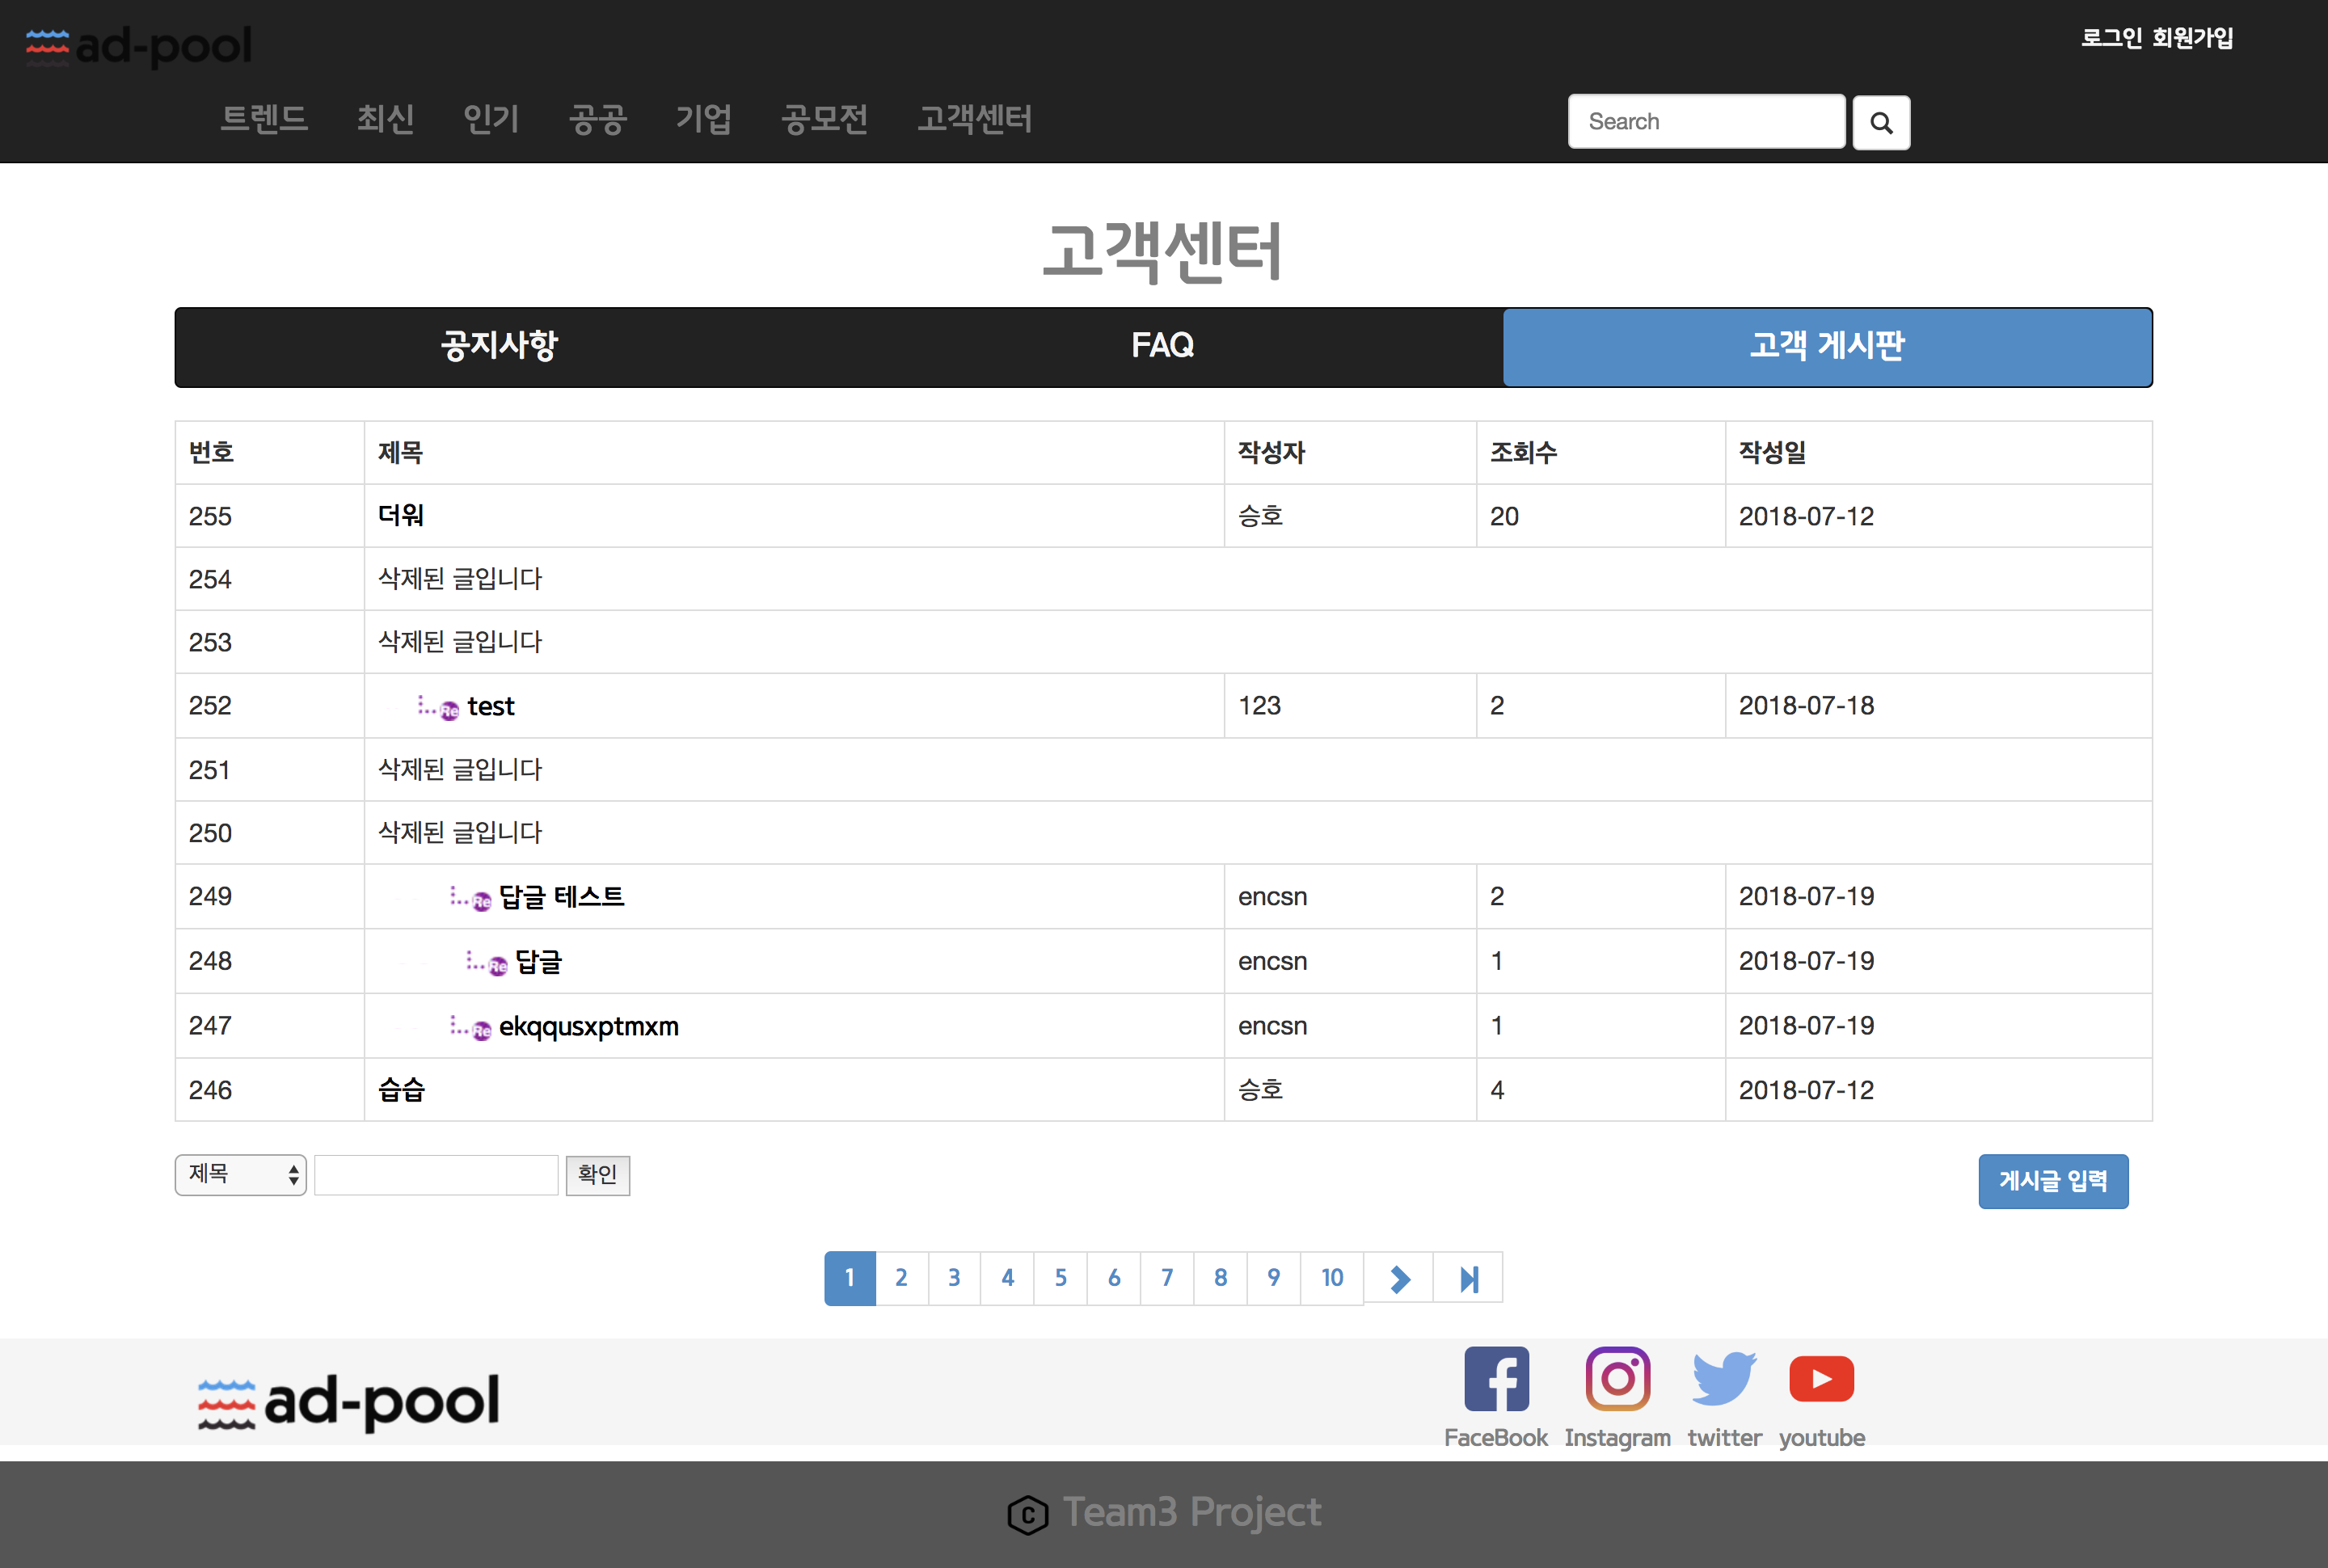 ad-pool
로그인 회원가입
트렌드 최신 인기 공공 기업 공모전 고객센터
Search
고객센터
공지사항 FAQ 고객 게시판
번호 제목 작성자 조회수 작성일
255 더워 승호 20 2018-07-12
254 삭제된 글입니다
253 삭제된 글입니다
252 Re test 123 2 2018-07-18
251 삭제된 글입니다
250 삭제된 글입니다
249 Re 답글 테스트 encsn 2 2018-07-19
248 Re 답글 encsn 1 2018-07-19
247 Re ekqqusxptmxm encsn 1 2018-07-19
246 습습 승호 4 2018-07-12
제목 확인 게시글 입력
1 2 3 4 5 6 7 8 9 10
ad-pool
FaceBook Instagram twitter youtube
C Team3 Project